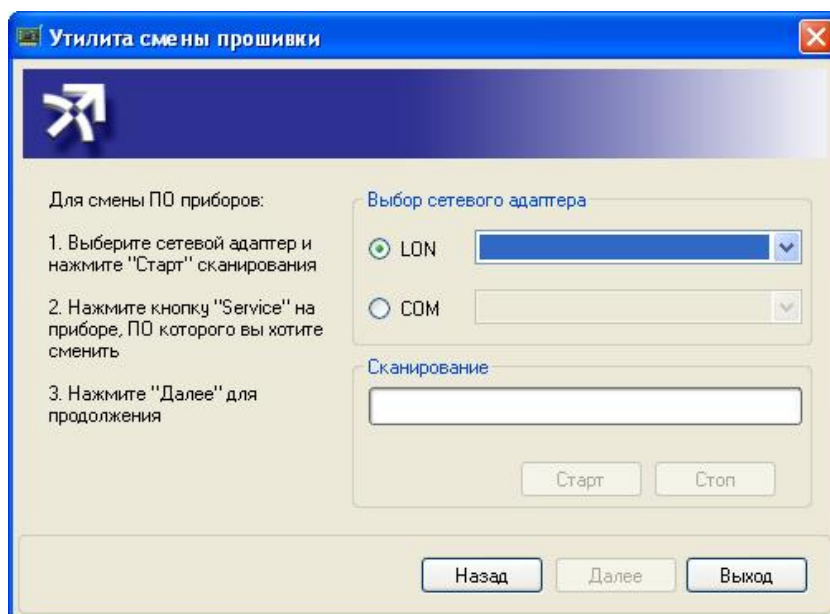 Утилита смены прошивки
Для смены ПО приборов:
1. Выберите сетевой адаптер и
нажмите "Старт" сканирования
2. Нажмите кнопку "Service" на
приборе, ПО которого вы хотите
сменить
3. Нажмите "Далее" для
продолжения
Выбор сетевого адаптера
LON
COM
Сканирование
Старт
Стоп
Назад
Далее
Выход